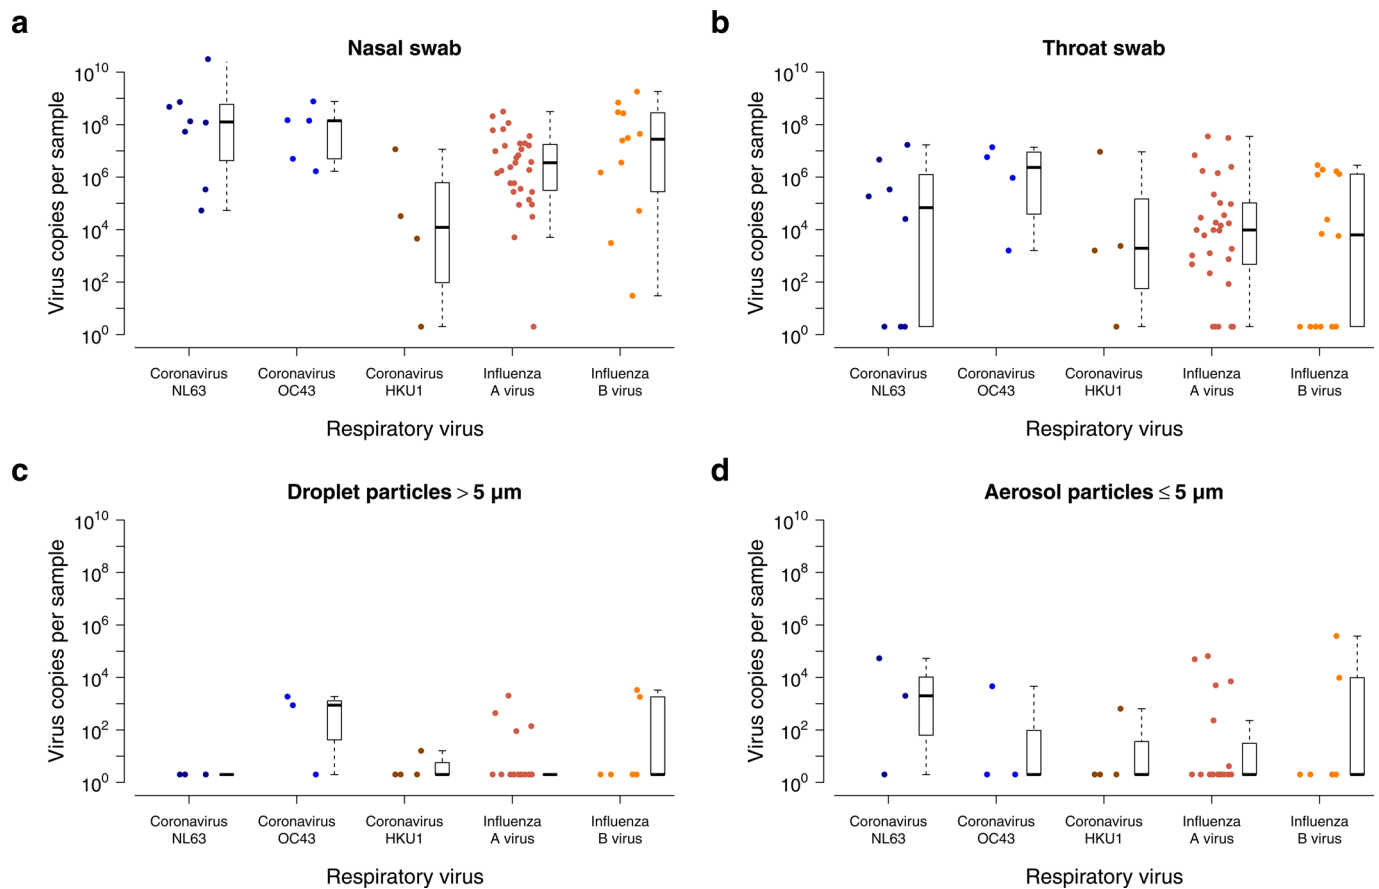 a
Nasal swab
Virus copies per sample
10^10
10^8
10^6
10^4
10^2
10^0
Coronavirus NL63
Coronavirus OC43
Coronavirus HKU1
Influenza A virus
Influenza B virus
Respiratory virus
b
Throat swab
Virus copies per sample
10^10
10^8
10^6
10^4
10^2
10^0
Coronavirus NL63
Coronavirus OC43
Coronavirus HKU1
Influenza A virus
Influenza B virus
Respiratory virus
c
Droplet particles > 5 µm
Virus copies per sample
10^10
10^8
10^6
10^4
10^2
10^0
Coronavirus NL63
Coronavirus OC43
Coronavirus HKU1
Influenza A virus
Influenza B virus
Respiratory virus
d
Aerosol particles ≤ 5 µm
Virus copies per sample
10^10
10^8
10^6
10^4
10^2
10^0
Coronavirus NL63
Coronavirus OC43
Coronavirus HKU1
Influenza A virus
Influenza B virus
Respiratory virus